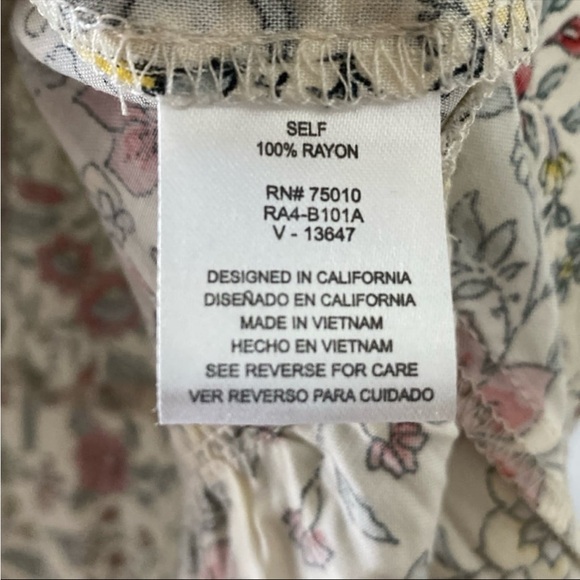 SELF
100% RAYON
RN# 75010
RA4-B101A
V - 13647
DESIGNED IN CALIFORNIA
DISEÑADO EN CALIFORNIA
MADE IN VIETNAM
HECHO EN VIETNAM
SEE REVERSE FOR CARE
VER REVERSO PARA CUIDADO